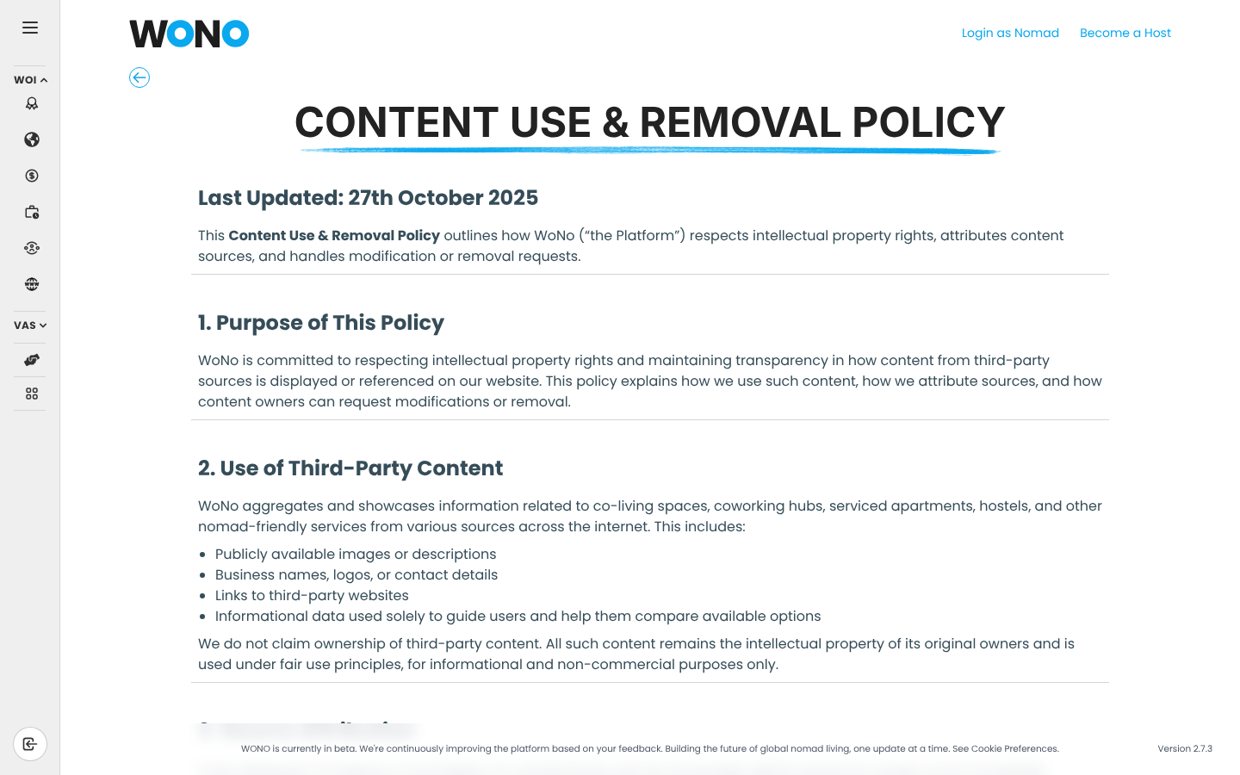 WONO
Login as Nomad
Become a Host
WOI
VAS
CONTENT USE & REMOVAL POLICY
Last Updated: 27th October 2025
This Content Use & Removal Policy outlines how WoNo (“the Platform”) respects intellectual property rights, attributes content
sources, and handles modification or removal requests.
1. Purpose of This Policy
WoNo is committed to respecting intellectual property rights and maintaining transparency in how content from third-party
sources is displayed or referenced on our website. This policy explains how we use such content, how we attribute sources, and how
content owners can request modifications or removal.
2. Use of Third-Party Content
WoNo aggregates and showcases information related to co-living spaces, coworking hubs, serviced apartments, hostels, and other
nomad-friendly services from various sources across the internet. This includes:
• Publicly available images or descriptions
• Business names, logos, or contact details
• Links to third-party websites
• Informational data used solely to guide users and help them compare available options
We do not claim ownership of third-party content. All such content remains the intellectual property of its original owners and is
used under fair use principles, for informational and non-commercial purposes only.
WONO is currently in beta. We're continuously improving the platform based on your feedback. Building the future of global nomad living, one update at a time. See Cookie Preferences.
Version 2.7.3